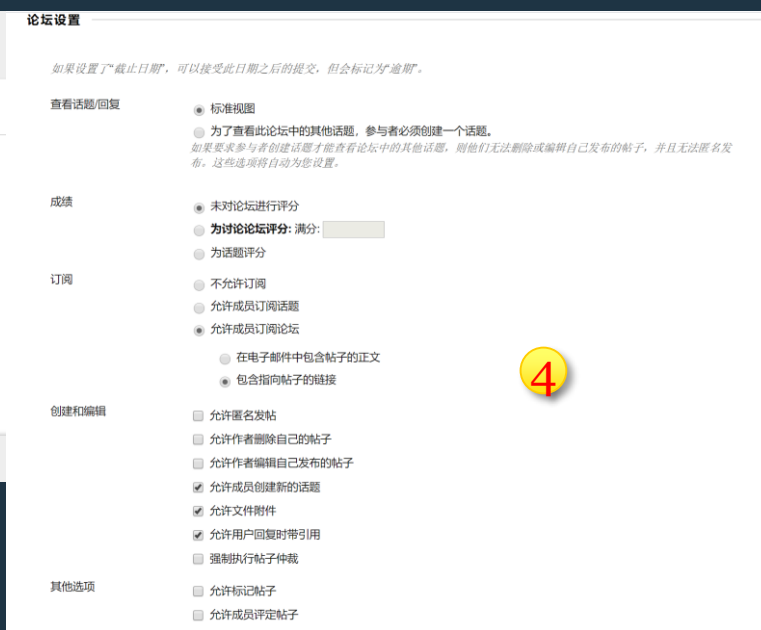 论坛设置
如果设置了“截止日期”，可以接受此日期之后的提交，但会标记为“逾期”。
查看话题/回复
标准视图
为了查看此论坛中的其他话题，参与者必须创建一个话题。
如果要求参与者创建话题才能查看论坛中的其他话题，则他们无法删除或编辑自己发布的帖子，并且无法匿名发
布。这些选项将自动为您设置。
成绩
未对论坛进行评分
为讨论论坛评分: 满分:
为话题评分
订阅
不允许订阅
允许成员订阅话题
允许成员订阅论坛
在电子邮件中包含帖子的正文
包含指向帖子的链接
4
创建和编辑
允许匿名发帖
允许作者删除自己的帖子
允许作者编辑自己发布的帖子
允许成员创建新的话题
允许文件附件
允许用户回复时带引用
强制执行帖子仲裁
其他选项
允许标记帖子
允许成员评定帖子